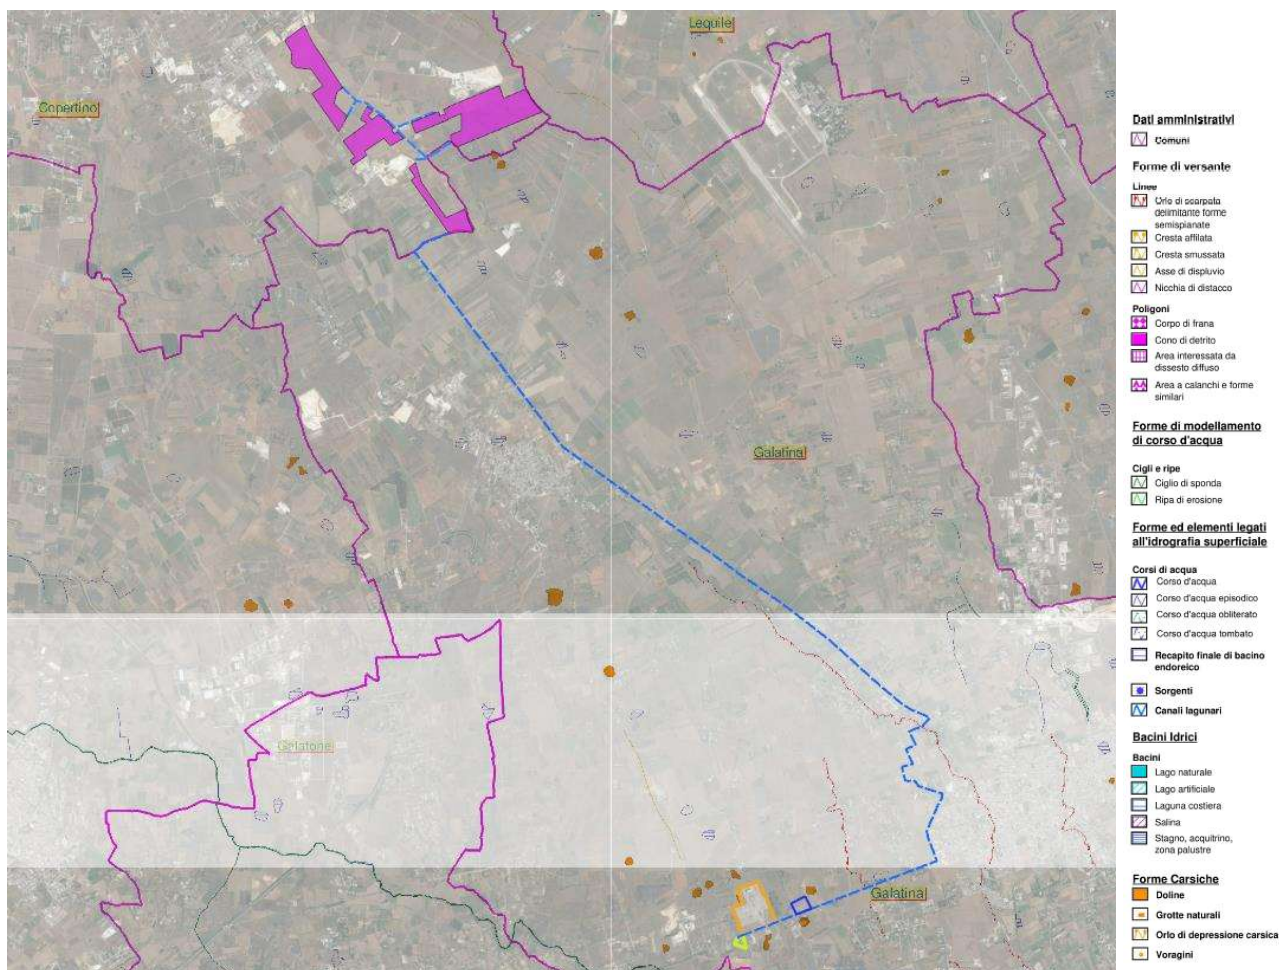 Lequile
Copertino
Galatina
Galatone
Galatina
Dati amministrativi
Comuni
Forme di versante
Linee
Orlo di scarpata
delimitante forme
semispianate
Cresta affilata
Cresta smussata
Asse di displuvio
Nicchia di distacco
Poligoni
Corpo di frana
Cono di detrito
Area interessata da
dissesto diffuso
Area a calanchi e forme
similari
Forme di modellamento
di corso d'acqua
Cigli e ripe
Ciglio di sponda
Ripa di erosione
Forme ed elementi legati
all'idrografia superficiale
Corsi di acqua
Corso d'acqua
Corso d'acqua episodico
Corso d'acqua obliterato
Corso d'acqua tombato
Recapito finale di bacino
endoreico
Sorgenti
Canali lagunari
Bacini Idrici
Bacini
Lago naturale
Lago artificiale
Laguna costiera
Salina
Stagno, acquitrino,
zona palustre
Forme Carsiche
Doline
Grotte naturali
Orlo di depressione carsica
Voragini